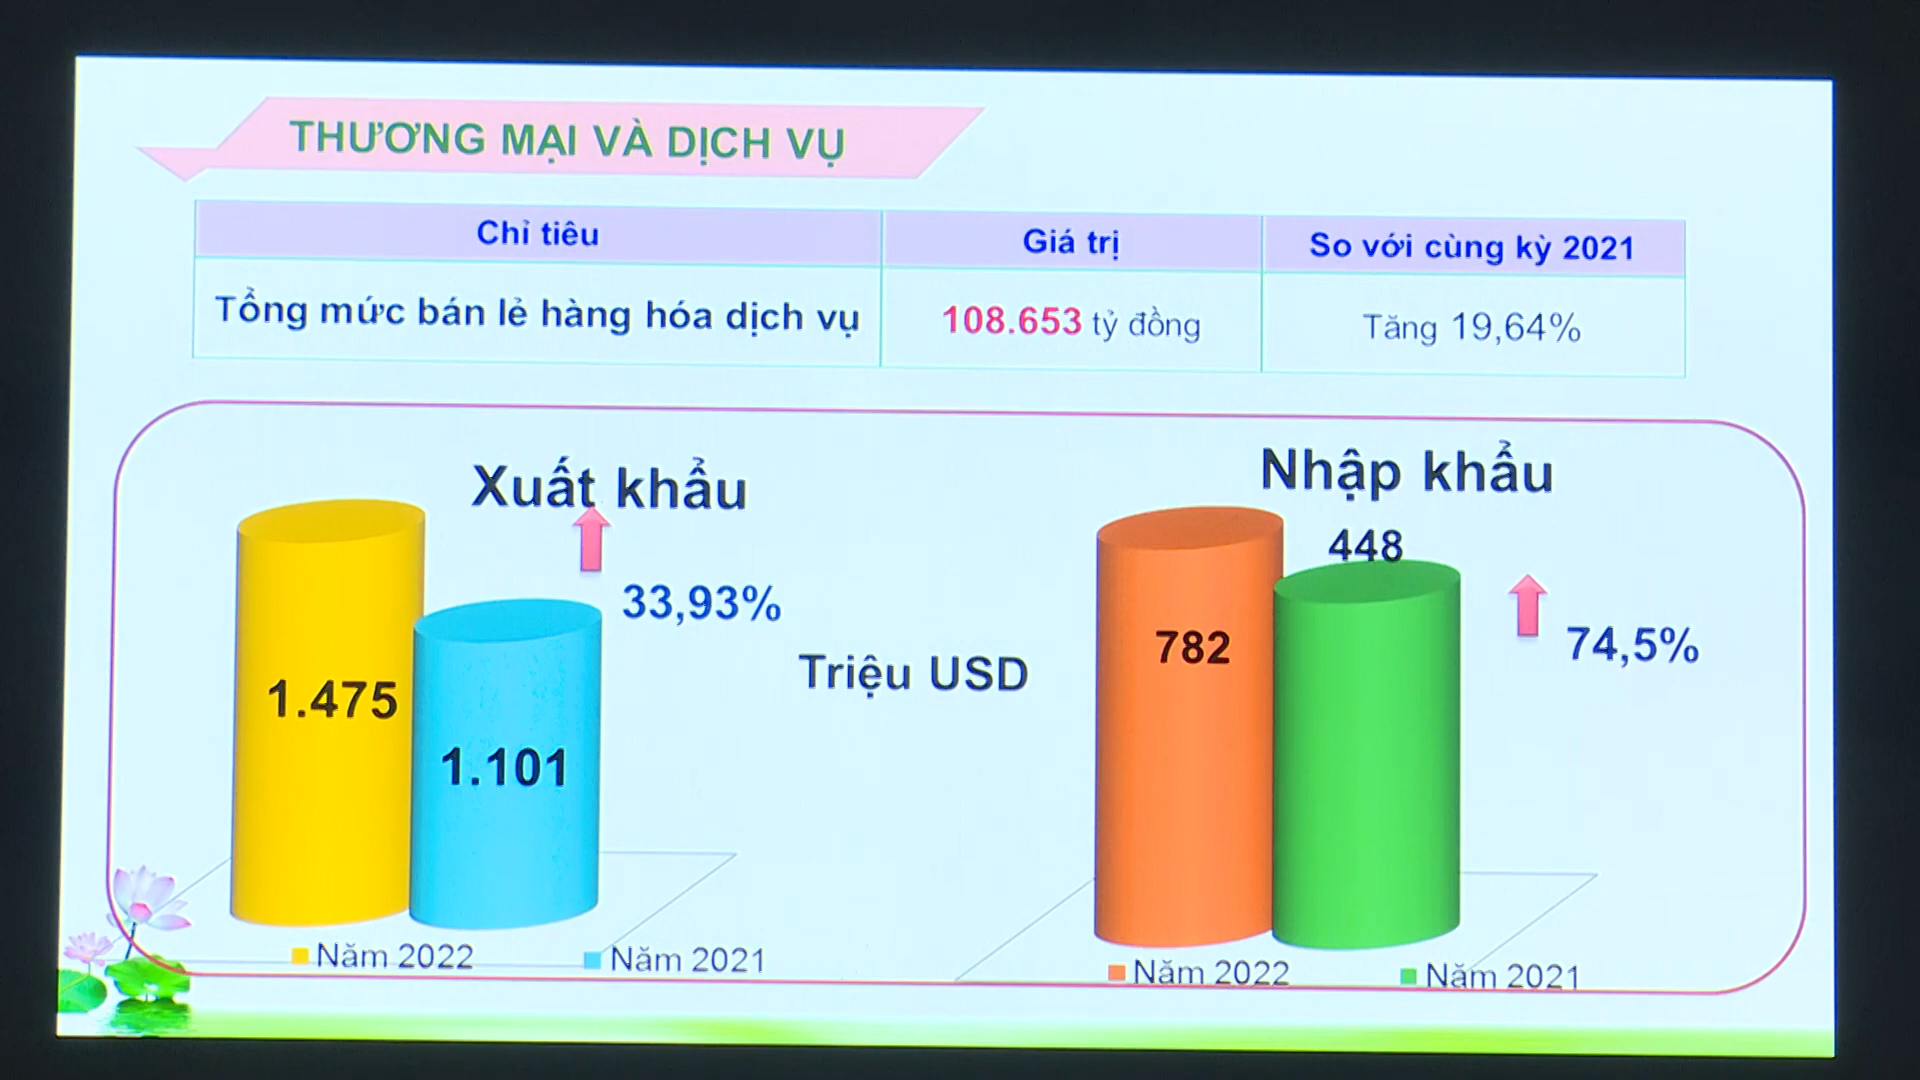 THƯƠNG MẠI VÀ DỊCH VỤ
Chỉ tiêu Giá trị So với cùng kỳ 2021
Tổng mức bán lẻ hàng hóa dịch vụ 108.653 tỷ đồng Tăng 19,64%
Xuất khẩu
33,93%
1.475
1.101
Năm 2022 Năm 2021
Triệu USD
Nhập khẩu
448
782
74,5%
Năm 2022 Năm 2021